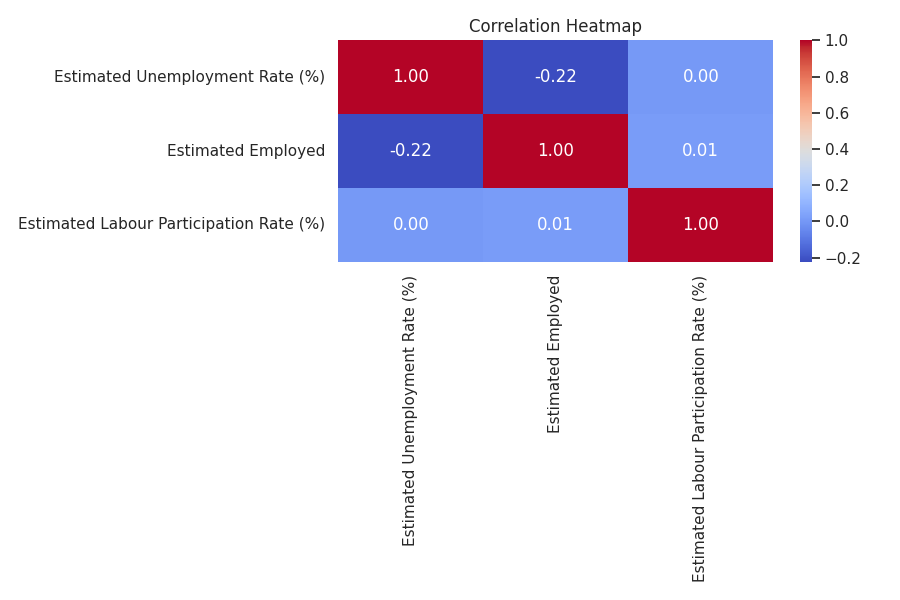 Correlation Heatmap
Estimated Unemployment Rate (%)
1.00
-0.22
0.00
Estimated Employed
-0.22
1.00
0.01
Estimated Labour Participation Rate (%)
0.00
0.01
1.00
Estimated Unemployment Rate (%)
Estimated Employed
Estimated Labour Participation Rate (%)
1.0
0.8
0.6
0.4
0.2
0.0
−0.2